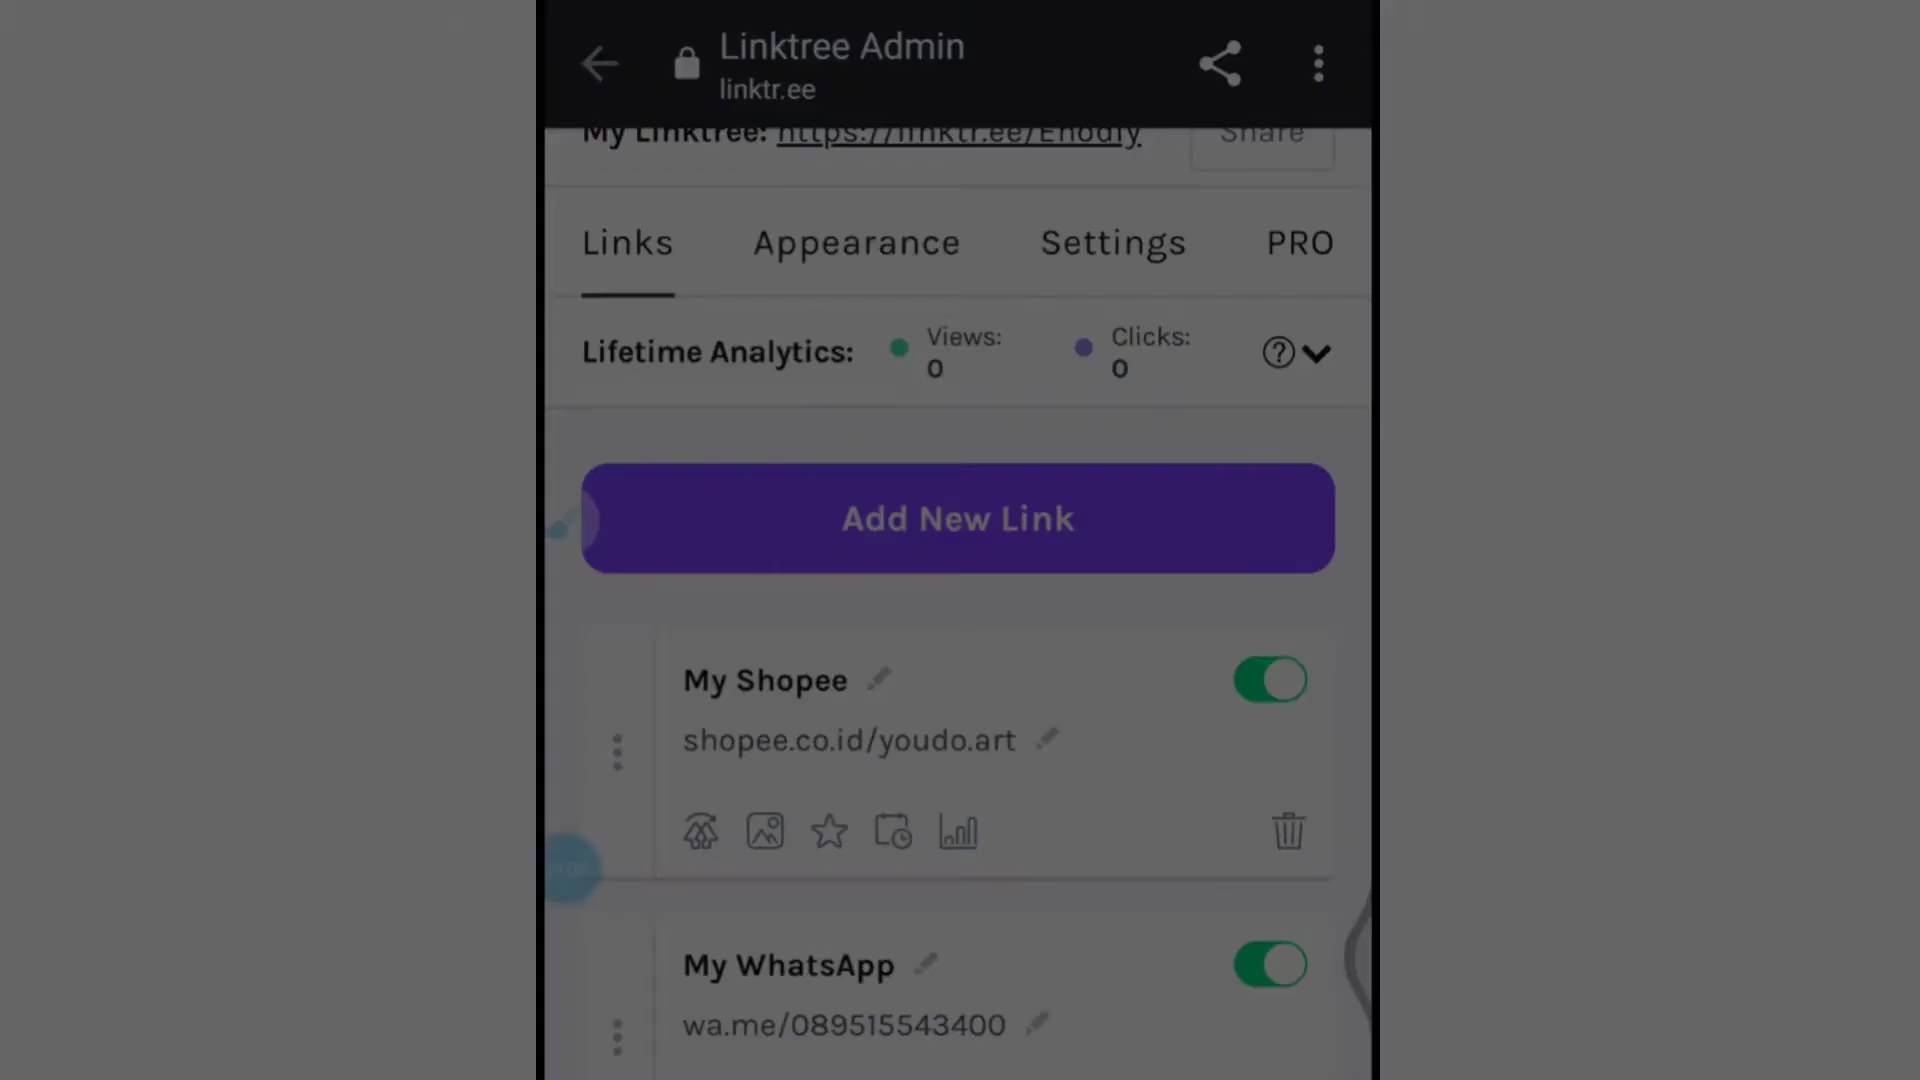 Linktree Admin
linktr.ee
My Linktree: https://linktr.ee/Enodfy
Share
Links
Appearance
Settings
PRO
Lifetime Analytics:
Views:
0
Clicks:
0
Add New Link
My Shopee
shopee.co.id/youdo.art
My WhatsApp
wa.me/089515543400